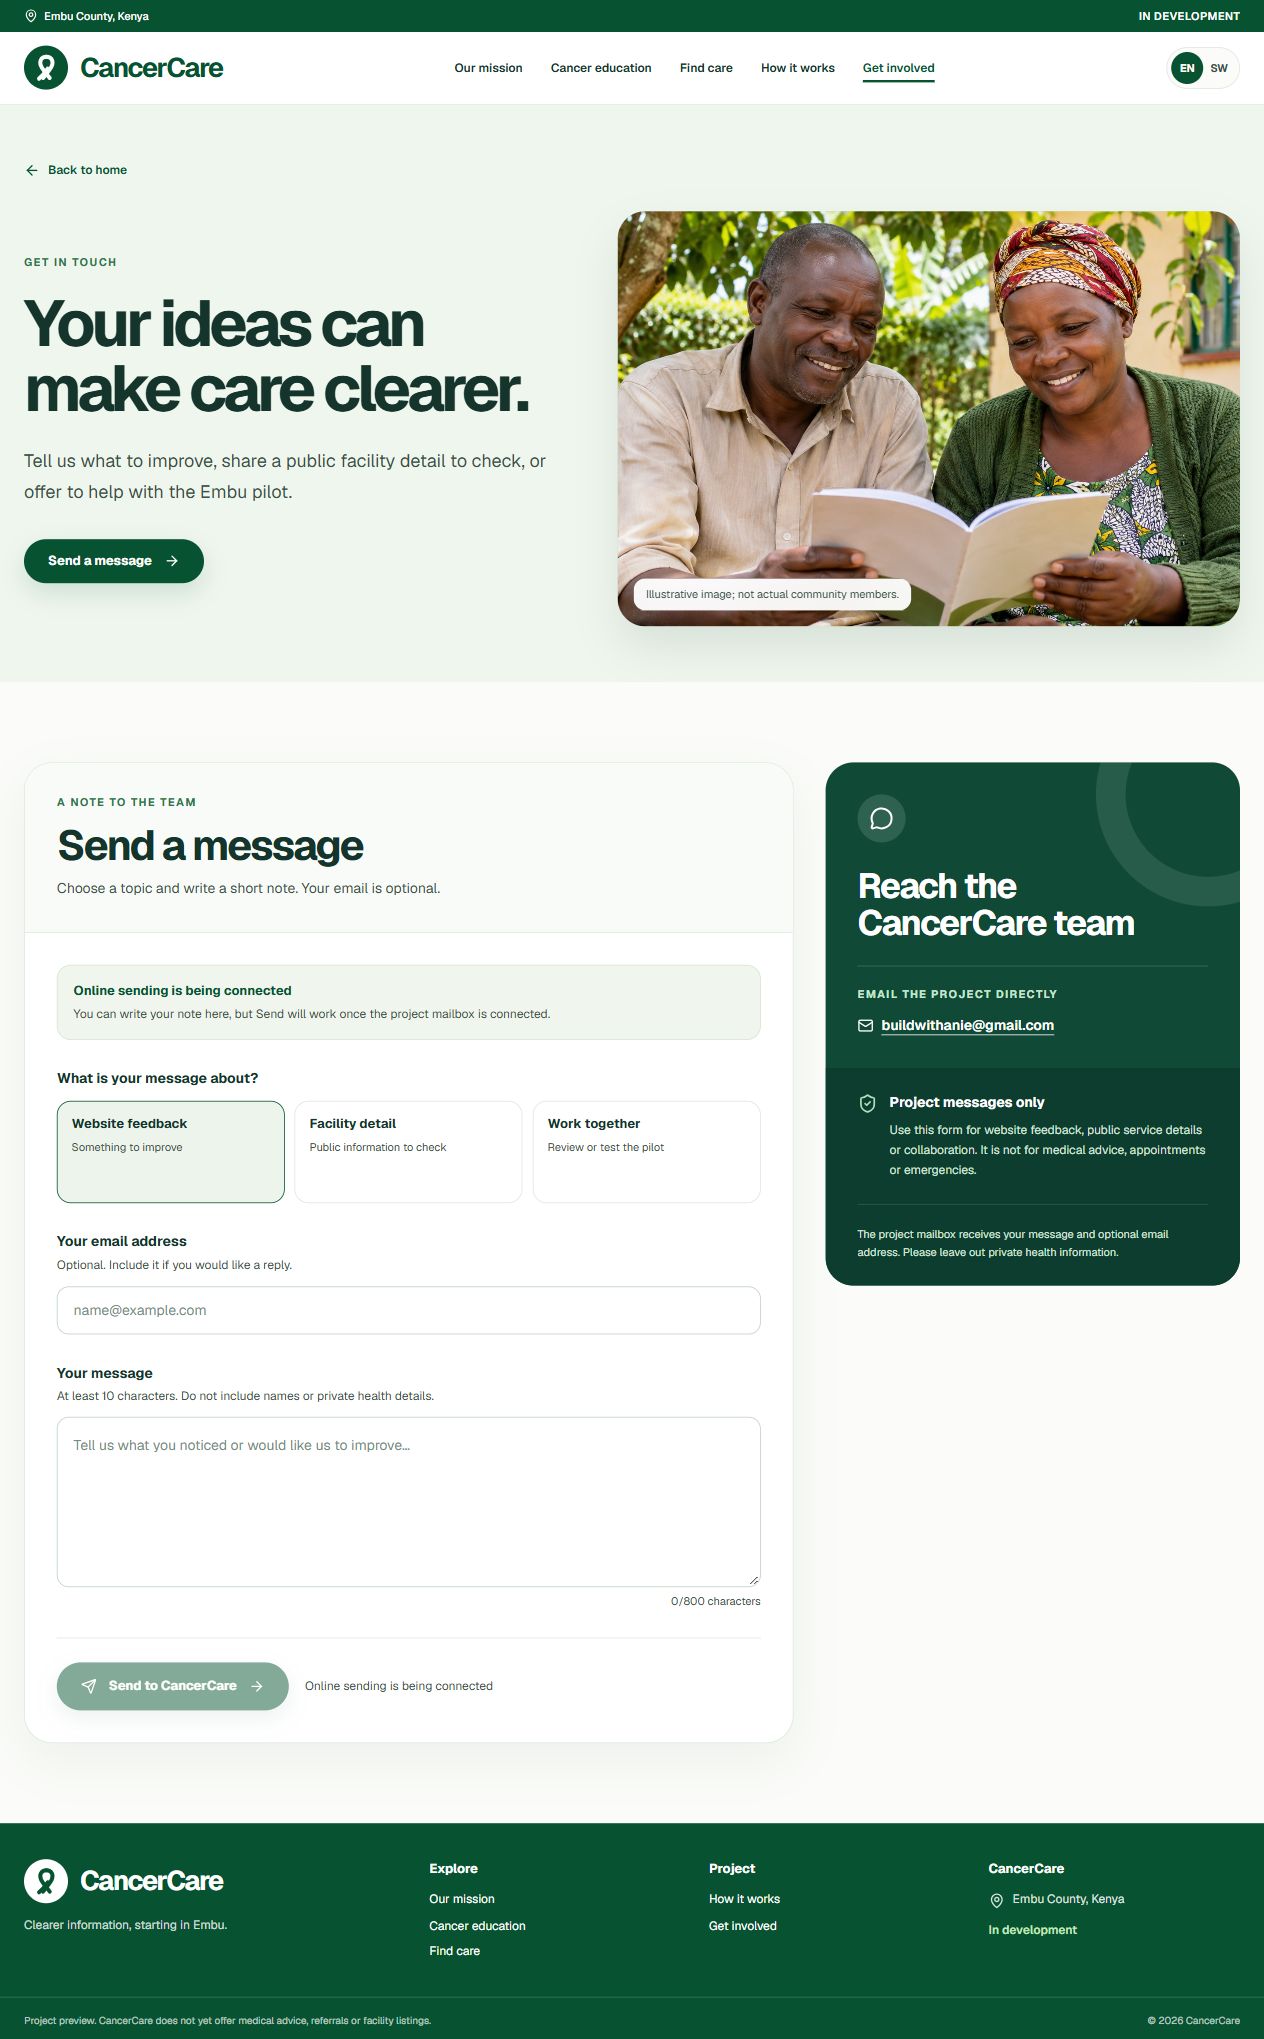 Embu County, Kenya
IN DEVELOPMENT
CancerCare
Our mission
Cancer education
Find care
How it works
Get involved
EN
SW
Back to home
GET IN TOUCH
Your ideas can
make care clearer.
Tell us what to improve, share a public facility detail to check, or
offer to help with the Embu pilot.
Send a message
Illustrative image; not actual community members.
A NOTE TO THE TEAM
Send a message
Choose a topic and write a short note. Your email is optional.
Online sending is being connected
You can write your note here, but Send will work once the project mailbox is connected.
What is your message about?
Website feedback
Something to improve
Facility detail
Public information to check
Work together
Review or test the pilot
Your email address
Optional. Include it if you would like a reply.
name@example.com
Your message
At least 10 characters. Do not include names or private health details.
Tell us what you noticed or would like us to improve...
0/800 characters
Send to CancerCare
Online sending is being connected
Reach the
CancerCare team
EMAIL THE PROJECT DIRECTLY
buildwithanie@gmail.com
Project messages only
Use this form for website feedback, public service details
or collaboration. It is not for medical advice, appointments
or emergencies.
The project mailbox receives your message and optional email
address. Please leave out private health information.
CancerCare
Clearer information, starting in Embu.
Explore
Our mission
Cancer education
Find care
Project
How it works
Get involved
CancerCare
Embu County, Kenya
In development
Project preview. CancerCare does not yet offer medical advice, referrals or facility listings.
© 2026 CancerCare